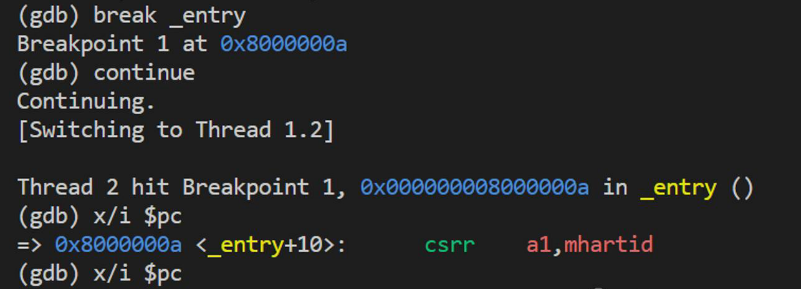 (gdb) break _entry
Breakpoint 1 at 0x8000000a
(gdb) continue
Continuing.
[Switching to Thread 1.2]
Thread 2 hit Breakpoint 1, 0x000000008000000a in _entry ()
(gdb) x/i $pc
=> 0x8000000a <_entry+10>: csrr a1,mhartid
(gdb) x/i $pc